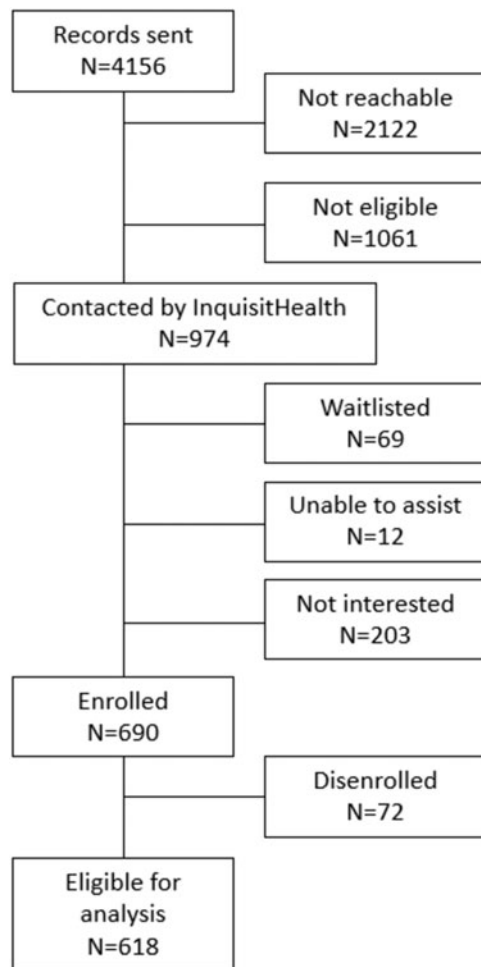 Records sent
N=4156
Not reachable
N=2122
Not eligible
N=1061
Contacted by InquisitHealth
N=974
Waitlisted
N=69
Unable to assist
N=12
Not interested
N=203
Enrolled
N=690
Disenrolled
N=72
Eligible for
analysis
N=618